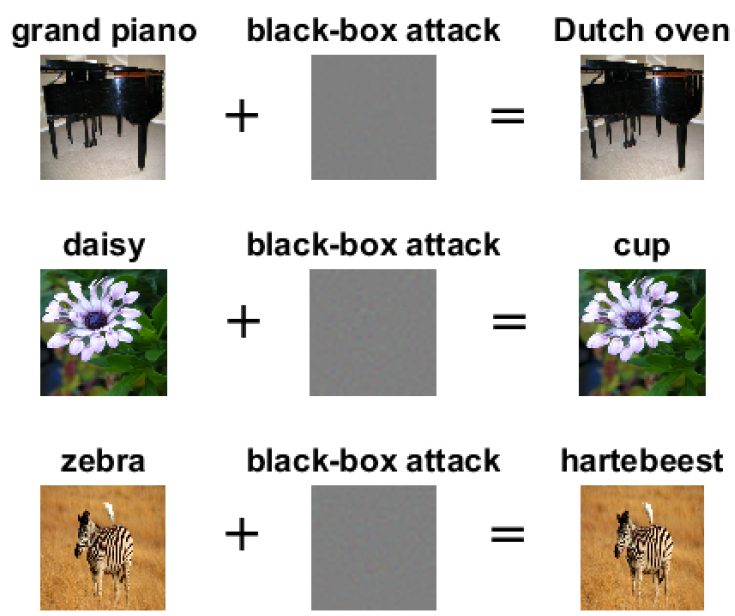 grand piano black-box attack Dutch oven
+ =
daisy black-box attack cup
+ =
zebra black-box attack hartebeest
+ =